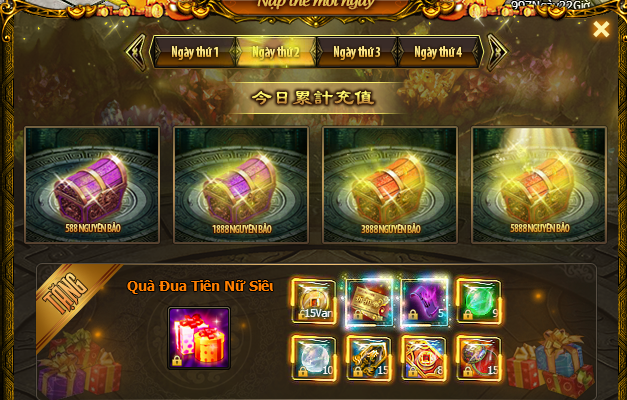 Nạp thẻ mỗi ngày
907Ngày22Giờ
Ngày thứ 1
Ngày thứ 2
Ngày thứ 3
Ngày thứ 4
今日累計充值
588 NGUYÊN BẢO
1888 NGUYÊN BẢO
3888 NGUYÊN BẢO
5888 NGUYÊN BẢO
TẶNG
Quà Đua Tiên Nữ Siêu
15Vạn
5
9
10
15
8
15